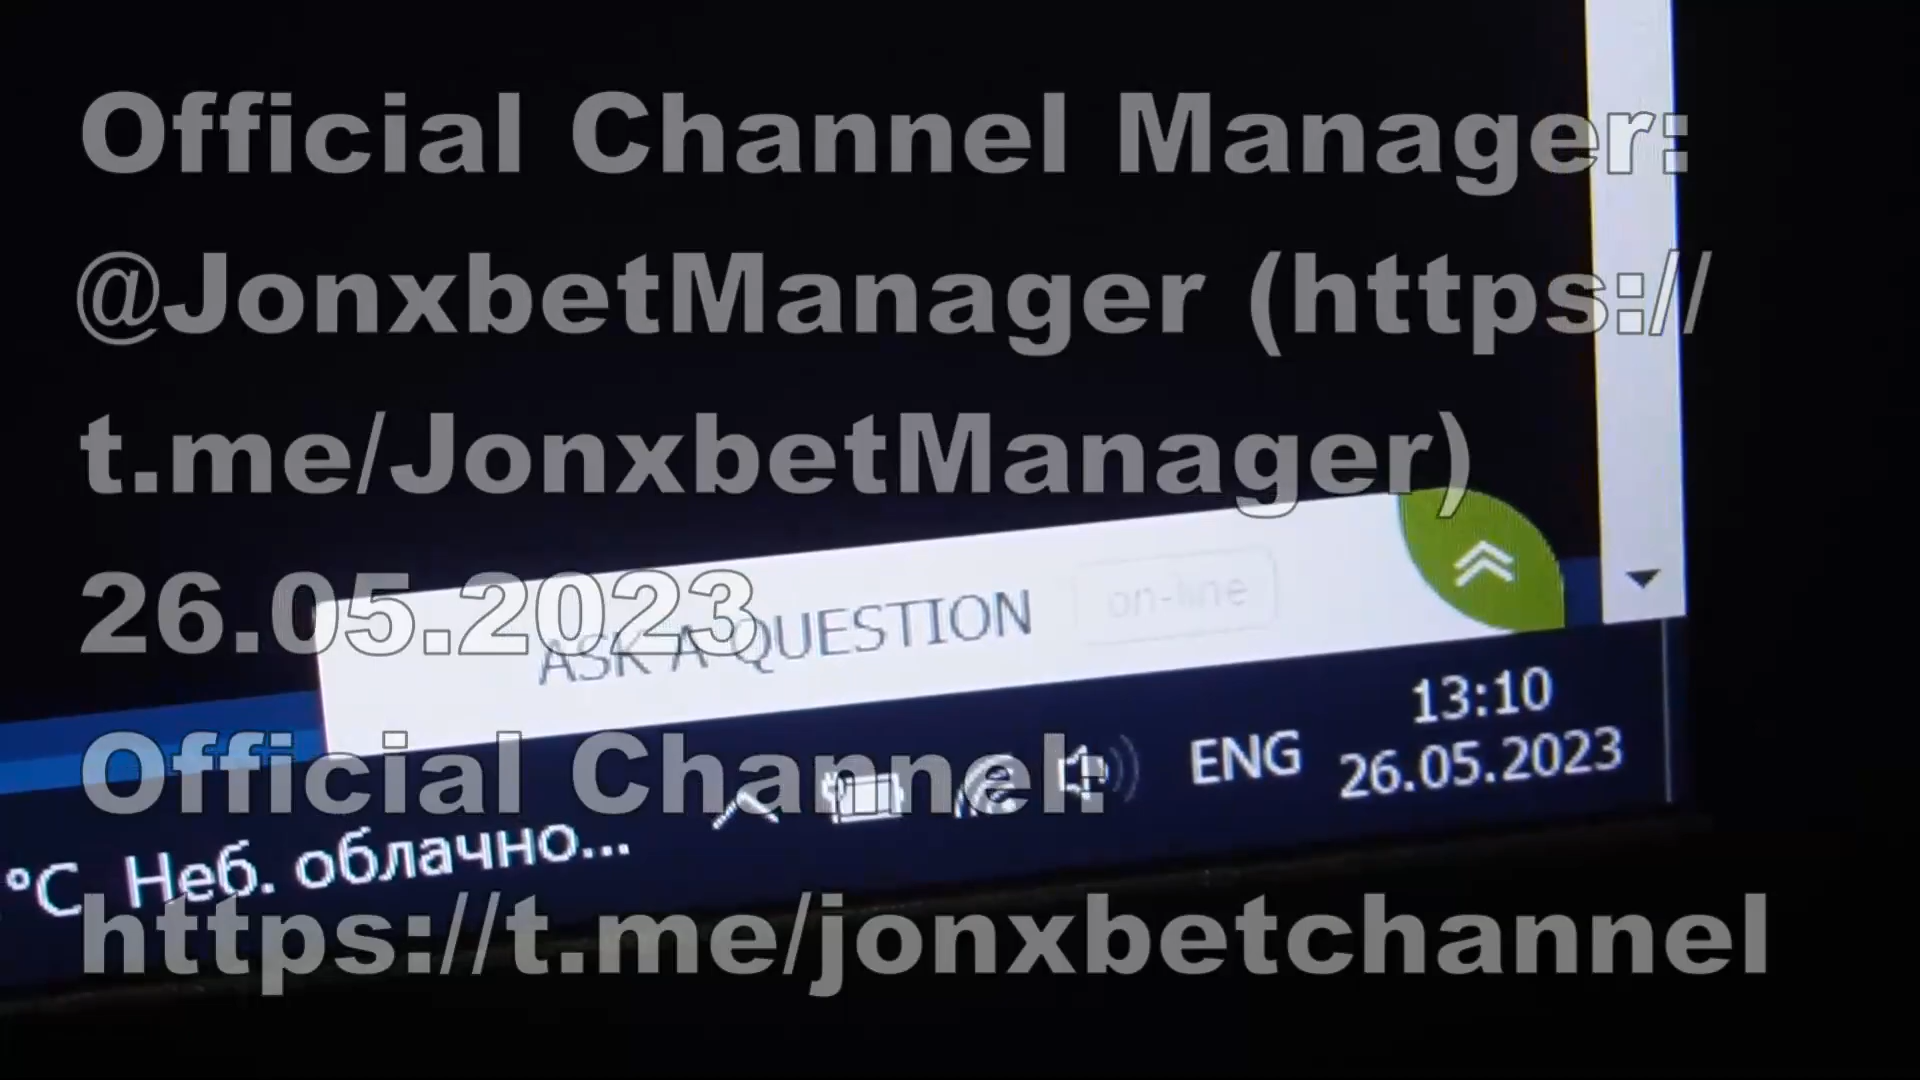 Official Channel Manager:
@JonxbetManager (https://
t.me/JonxbetManager)
26.05.2023
ASK A QUESTION on-line
13:10
ENG
26.05.2023
Official Channel:
°C Неб. облачно...
https://t.me/jonxbetchannel